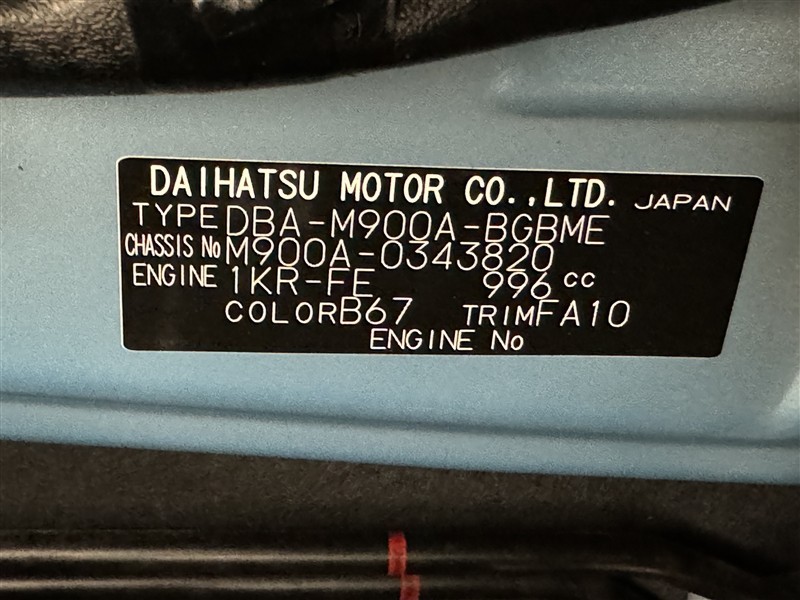 DAIHATSU MOTOR CO.,LTD. JAPAN
TYPE DBA-M900A-BGBME
CHASSIS No M900A-0343820
ENGINE 1KR-FE 996 cc
COLOR B67 TRIM FA10
ENGINE No